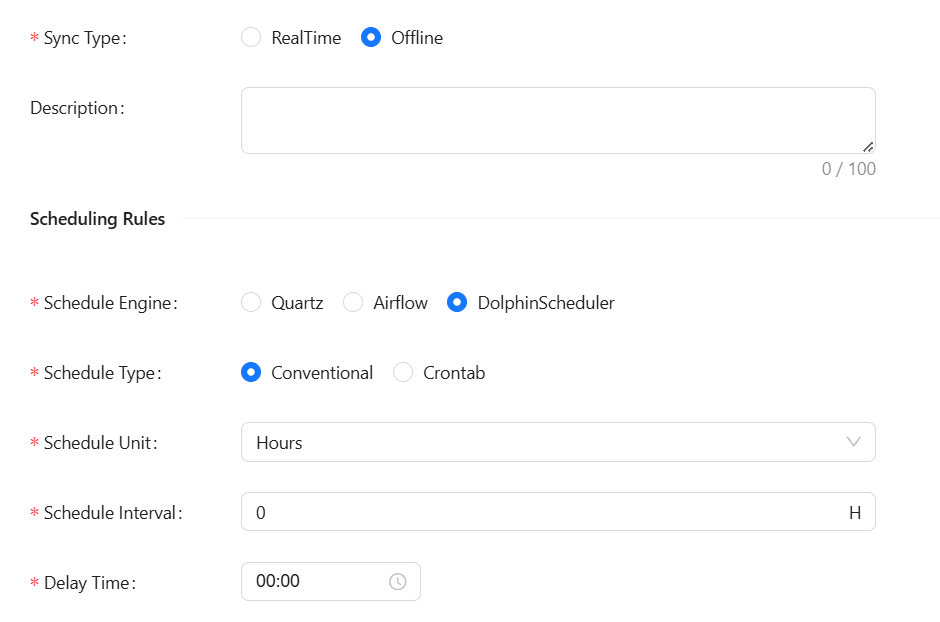 * Sync Type: RealTime Offline
Description:
0 / 100
Scheduling Rules
* Schedule Engine: Quartz Airflow DolphinScheduler
* Schedule Type: Conventional Crontab
* Schedule Unit: Hours
* Schedule Interval: 0 H
* Delay Time: 00:00